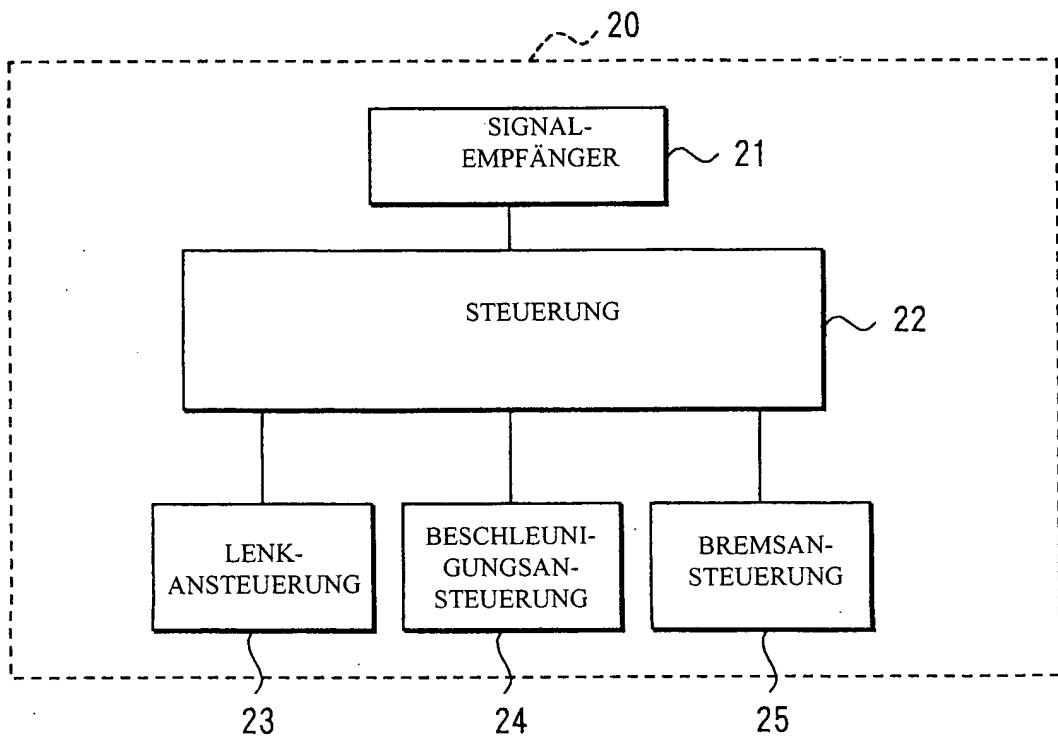 20
SIGNAL-
EMPFÄNGER
21
STEUERUNG
22
LENK-
ANSTEUERUNG
BESCHLEUNI-
GUNGSAN-
STEUERUNG
BREMSAN-
STEUERUNG
23
24
25